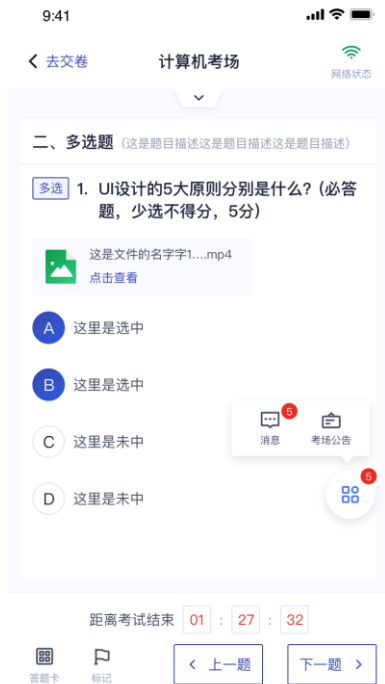 9:41
去交卷
计算机考场
网络状态
二、多选题（这是题目描述这是题目描述这是题目描述）
多选 1. UI设计的5大原则分别是什么？（必答
题，少选不得分，5分）
这是文件的名字字1....mp4
点击查看
A 这里是选中
B 这里是选中
5
消息 考场公告
C 这里是未中
5
D 这里是未中
距离考试结束 01 : 27 : 32
答题卡 标记 上一题 下一题